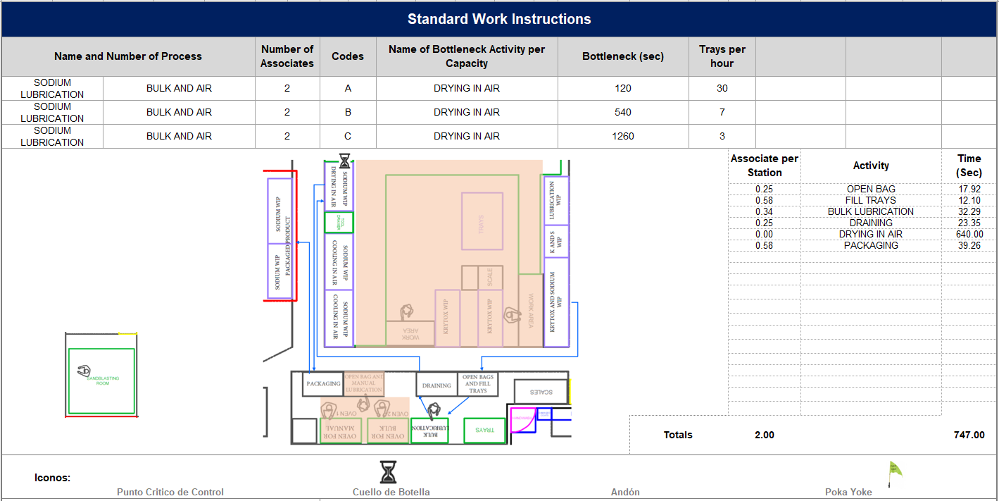 Standard Work Instructions
Name and Number of Process
Number of
Associates
Codes
Name of Bottleneck Activity per
Capacity
Bottleneck (sec)
Trays per
hour
SODIUM
LUBRICATION
BULK AND AIR
2
A
DRYING IN AIR
120
30
SODIUM
LUBRICATION
BULK AND AIR
2
B
DRYING IN AIR
540
7
SODIUM
LUBRICATION
BULK AND AIR
2
C
DRYING IN AIR
1260
3
Associate per
Station
Activity
Time
(Sec)
0.25 OPEN BAG 17.92
0.58 FILL TRAYS 12.10
0.34 BULK LUBRICATION 32.29
0.25 DRAINING 23.35
0.00 DRYING IN AIR 640.00
0.58 PACKAGING 39.26
Totals 2.00 747.00
SODIUM WIP
PACKAGED PRODUCT
SODIUM WIP
SODIUM WIP
DRYING IN AIR
TOOL
DRAWER
SODIUM WIP
COOLING IN AIR
SODIUM WIP
COOLING IN AIR
TRAYS
SCALE
KRYTOX WIP
KRYTOX WIP
WORK AREA
WORK
AREA
LUBRICATION
WIP
K AND S
WIP
KRYTOX AND SODIUM
WIP
SANDBLASTING
ROOM
PACKAGING
OPEN BAG AND
MANUAL
LUBRICATION
DRAINING
OPEN BAGS
AND FILL
TRAYS
SCALES
OVEN 1
OVEN 2
OVEN FOR
MANUAL
OVEN FOR
BULK
BULK
LUBRICATION
TRAYS
Iconos:
Punto Critico de Control
Cuello de Botella
Andón
Poka Yoke